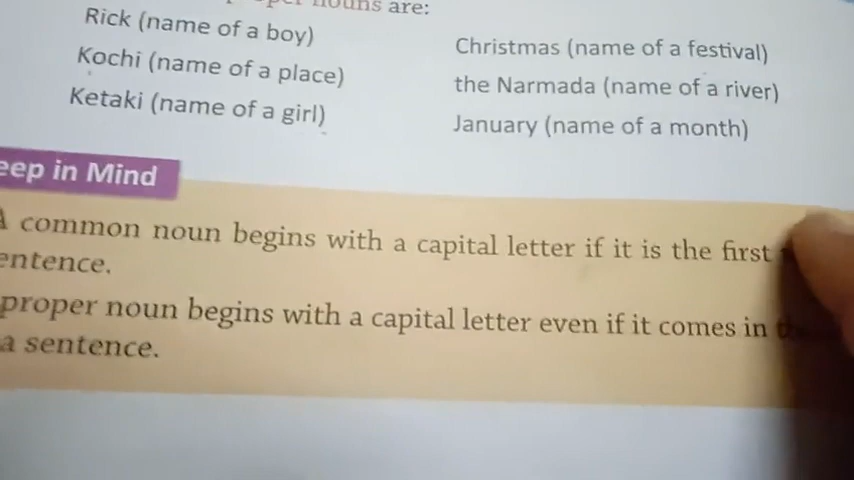 nouns are:
Rick (name of a boy)
Kochi (name of a place)
Ketaki (name of a girl)
Christmas (name of a festival)
the Narmada (name of a river)
January (name of a month)
eep in Mind
A common noun begins with a capital letter if it is the first
entence.
proper noun begins with a capital letter even if it comes in
a sentence.